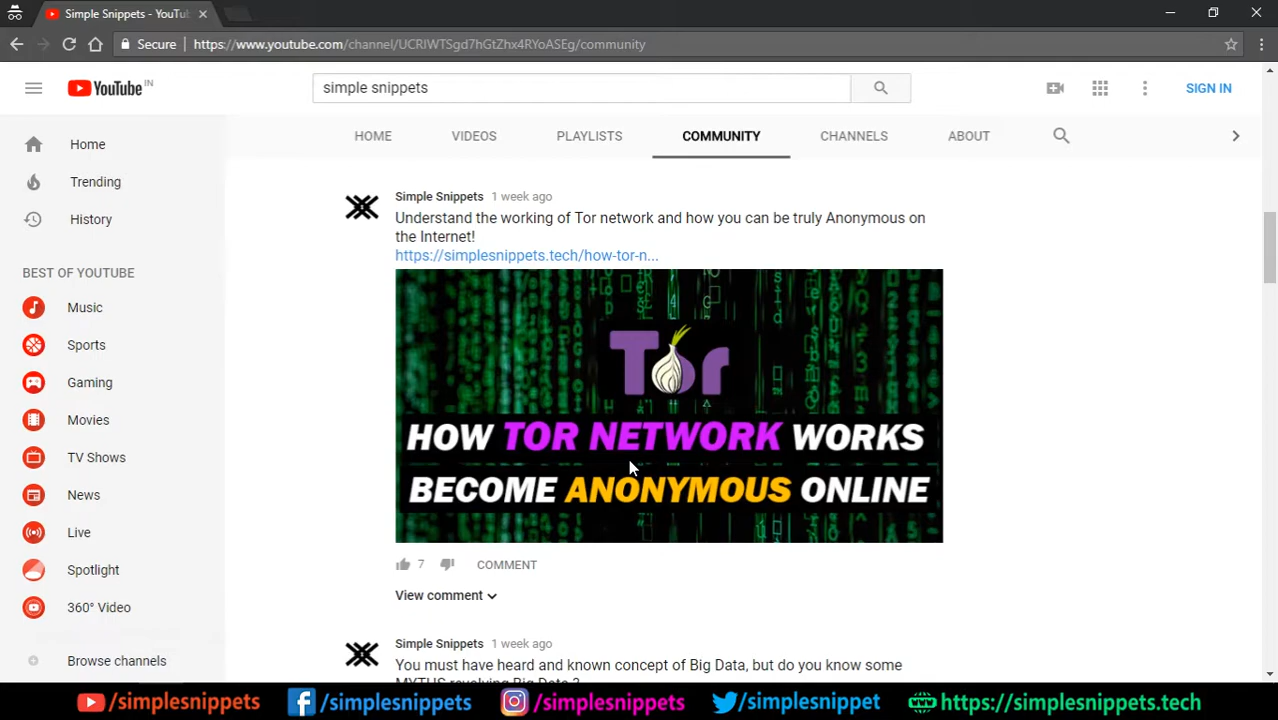 Simple Snippets - YouTu
Secure
https://www.youtube.com/channel/UCRIWTSgd7hGtZhx4RYoASEg/community
YouTube IN
simple snippets
SIGN IN
HOME
VIDEOS
PLAYLISTS
COMMUNITY
CHANNELS
ABOUT
Home
Trending
History
BEST OF YOUTUBE
Music
Sports
Gaming
Movies
TV Shows
News
Live
Spotlight
360° Video
Browse channels
Simple Snippets 1 week ago
Understand the working of Tor network and how you can be truly Anonymous on
the Internet!
https://simplesnippets.tech/how-tor-n...
Tor
HOW TOR NETWORK WORKS
BECOME ANONYMOUS ONLINE
7
COMMENT
View comment
Simple Snippets 1 week ago
You must have heard and known concept of Big Data, but do you know some
MYTHS revolving Big Data ?
/simplesnippets
/simplesnippets
/simplesnippets
/simplesnippet
https://simplesnippets.tech